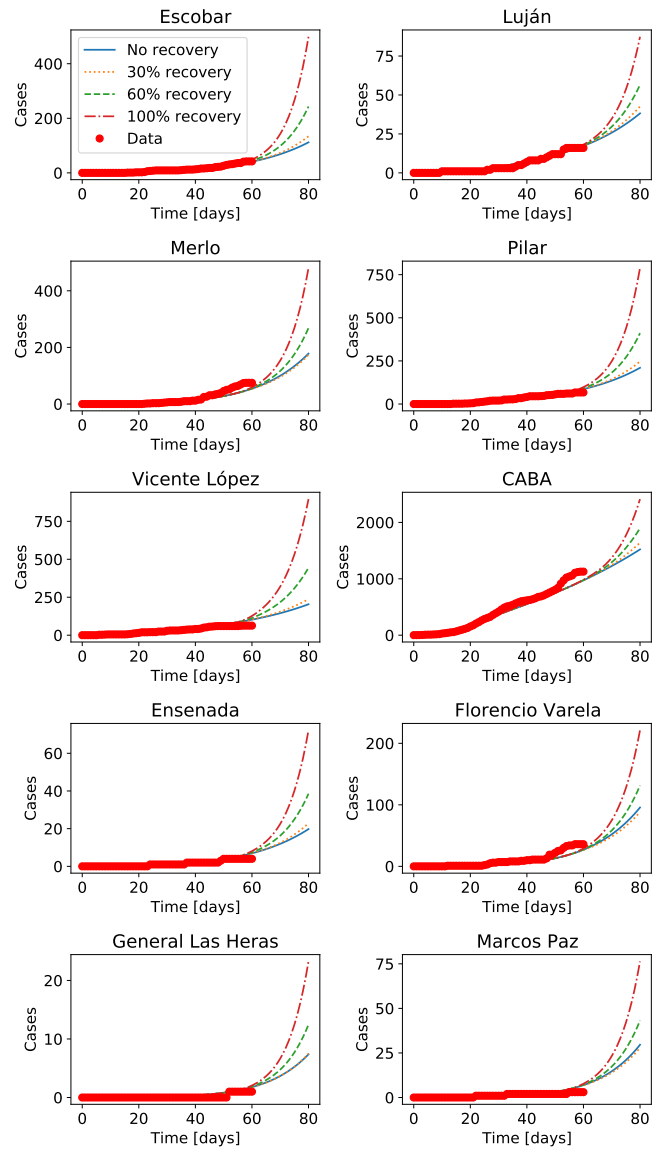 Escobar
Luján
400
200
0
Cases
No recovery
30% recovery
60% recovery
100% recovery
Data
0 20 40 60 80
Time [days]
75
50
25
0
Cases
0 20 40 60 80
Time [days]
Merlo
Pilar
400
200
0
Cases
0 20 40 60 80
Time [days]
750
500
250
0
Cases
0 20 40 60 80
Time [days]
Vicente López
CABA
750
500
250
0
Cases
0 20 40 60 80
Time [days]
2000
1000
0
Cases
0 20 40 60 80
Time [days]
Ensenada
Florencio Varela
60
40
20
0
Cases
0 20 40 60 80
Time [days]
200
100
0
Cases
0 20 40 60 80
Time [days]
General Las Heras
Marcos Paz
20
10
0
Cases
0 20 40 60 80
Time [days]
75
50
25
0
Cases
0 20 40 60 80
Time [days]